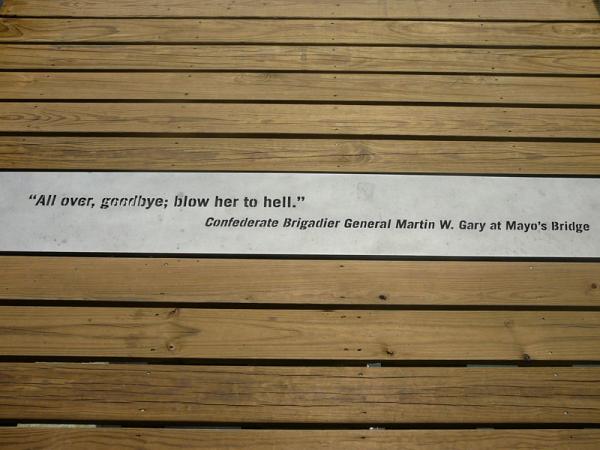 “All over, goodbye; blow her to hell.”
Confederate Brigadier General Martin W. Gary at Mayo's Bridge